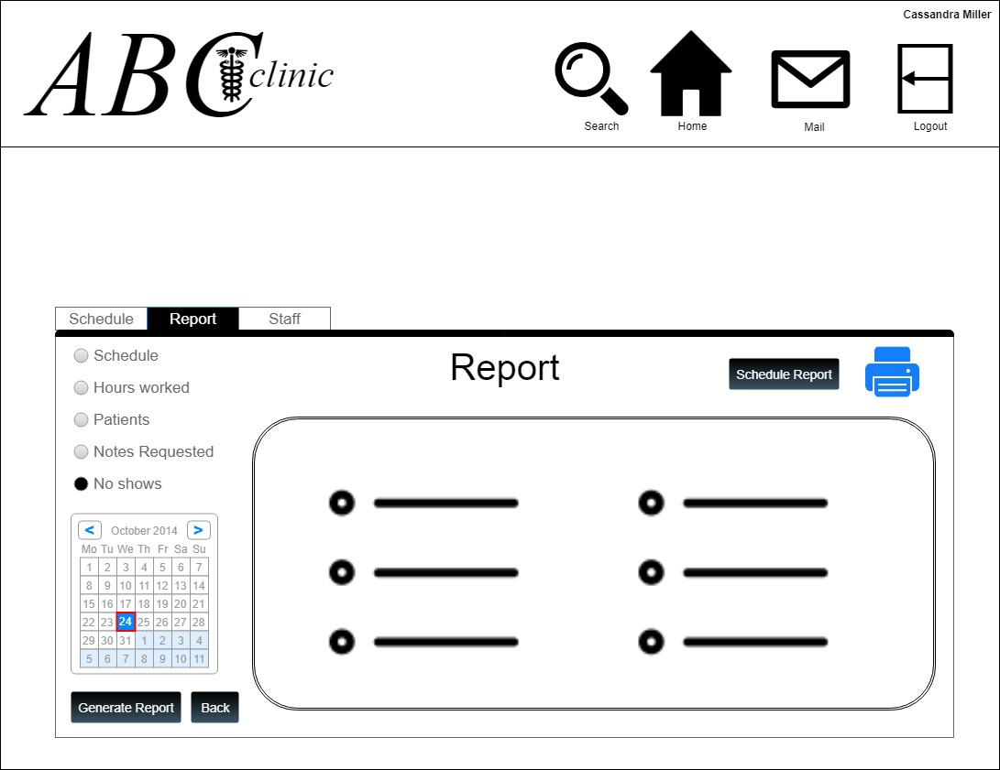 Cassandra Miller
ABC clinic
Search
Home
Mail
Logout
Schedule
Report
Staff
Schedule
Hours worked
Patients
Notes Requested
No shows
Report
Schedule Report
< October 2014 >
Mo Tu We Th Fr Sa Su
1 2 3 4 5 6 7
8 9 10 11 12 13 14
15 16 17 18 19 20 21
22 23 24 25 26 27 28
29 30 31 1 2 3 4
5 6 7 8 9 10 11
Generate Report
Back